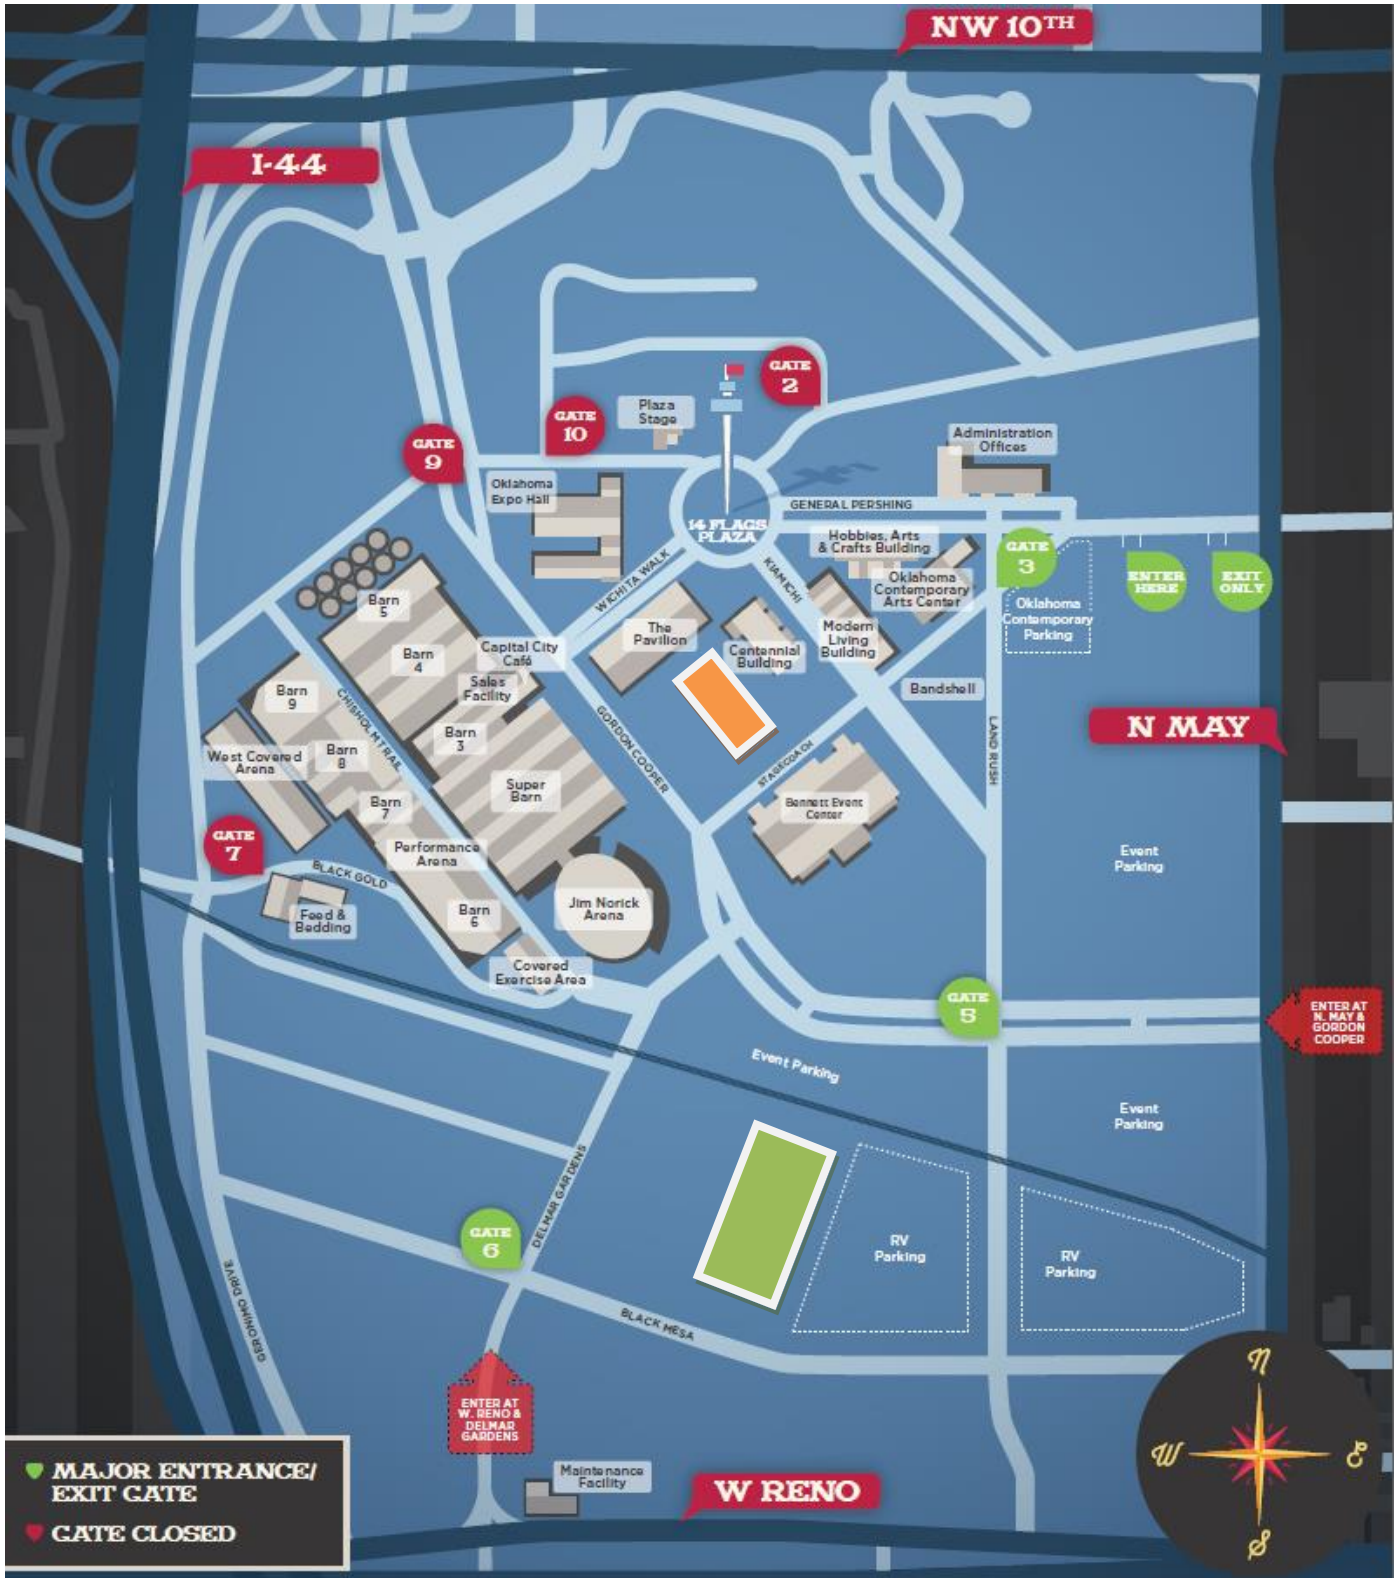 NW 10TH
I-44
GATE
2
Plaza
Stage
GATE
10
GATE
9
Administration
Offices
Oklahoma
Expo Hall
GENERAL PERSHING
14 FLAGS
PLAZA
Hobbies, Arts
& Crafts Building
GATE
3
ENTER
HERE
EXIT
ONLY
WICHITA WALK
KIAMICHI
Oklahoma
Contemporary
Arts Center
Oklahoma
Contemporary
Parking
Barn
5
The
Pavilion
Modern
Living
Building
Centennial
Building
Barn
4
Capital City
Café
Sales
Facility
Bandshell
Barn
9
CHISHOLM TRAIL
GORDON COOPER
LAND RUSH
N MAY
Barn
3
West Covered
Arena
Barn
8
STAGECOACH
Super
Barn
Barn
7
Bennett Event
Center
GATE
7
Performance
Arena
Event
Parking
BLACK GOLD
Feed &
Bedding
Barn
6
Jim Norick
Arena
Covered
Exercise Area
GATE
5
ENTER AT
N. MAY &
GORDON
COOPER
Event Parking
Event
Parking
DELMAR GARDENS
GATE
6
RV
Parking
RV
Parking
GERONIMO DRIVE
BLACK MESA
ENTER AT
W. RENO &
DELMAR
GARDENS
N
W
E
S
MAJOR ENTRANCE/
EXIT GATE
GATE CLOSED
Maintenance
Facility
W RENO